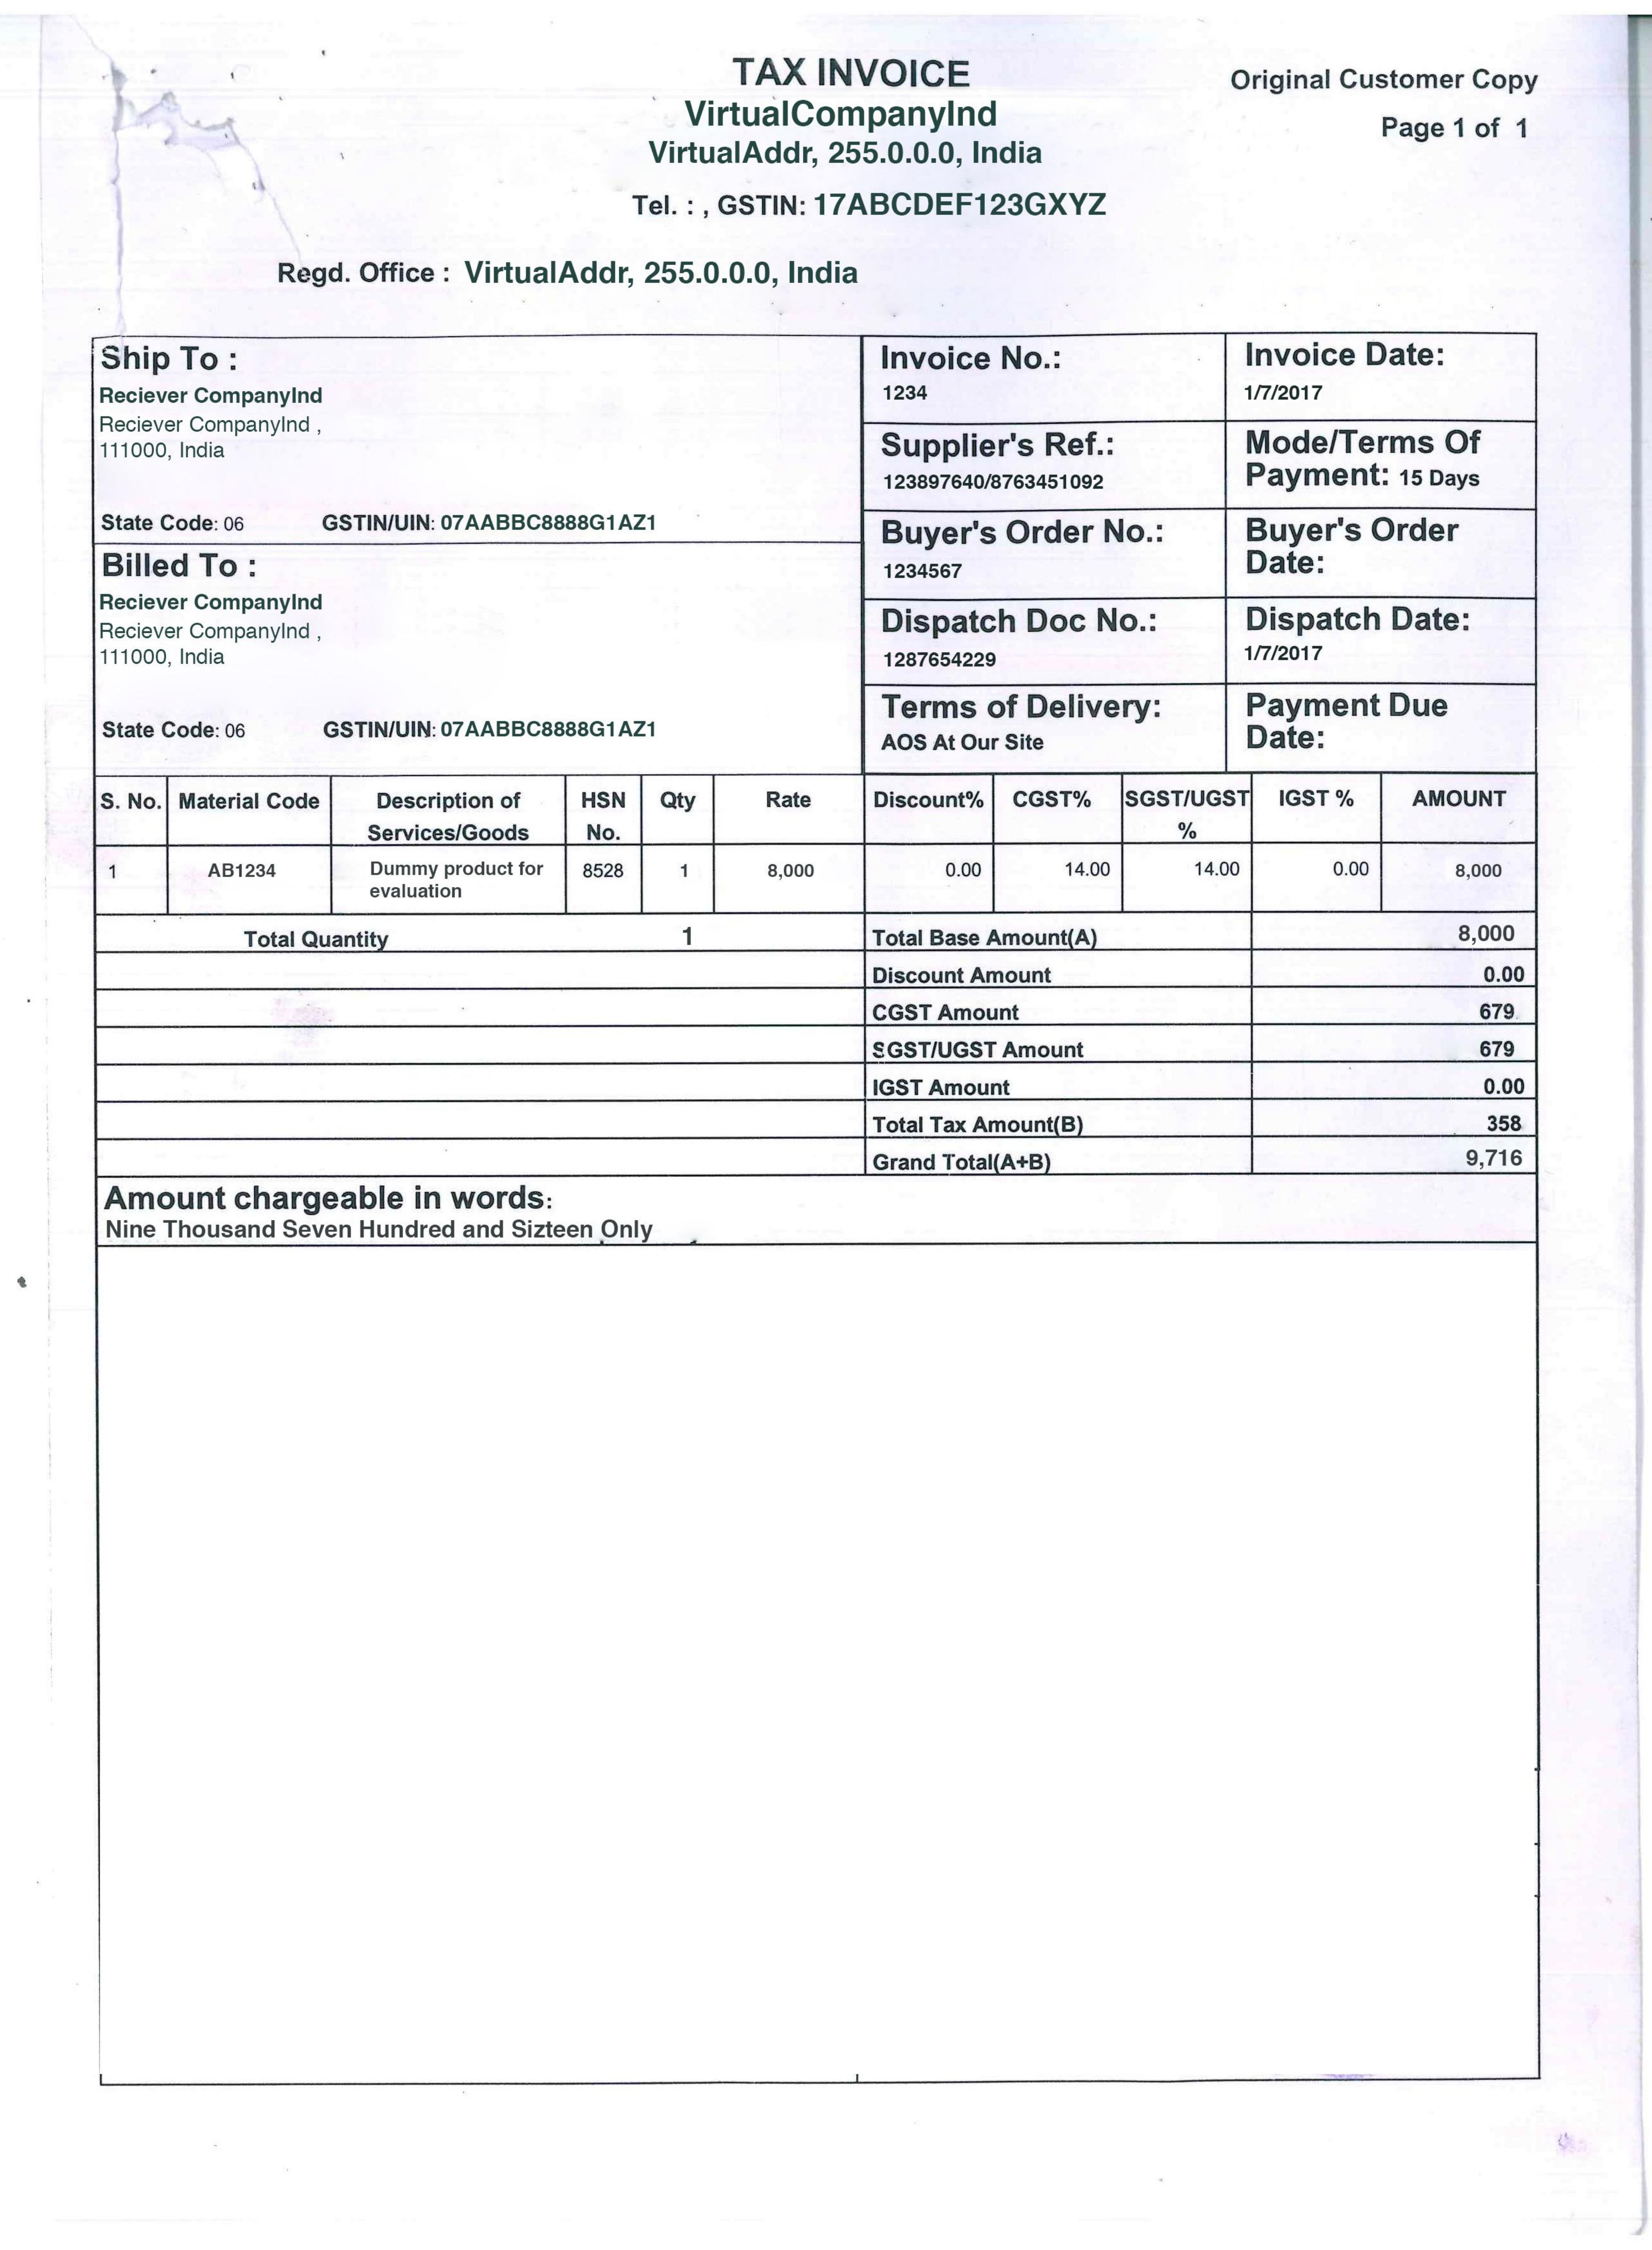 TAX INVOICE
Original Customer Copy
VirtualCompanyInd
Page 1 of 1
VirtualAddr, 255.0.0.0, India
Tel. : , GSTIN: 17ABCDEF123GXYZ
Regd. Office : VirtualAddr, 255.0.0.0, India
Ship To :
Reciever CompanyInd
Reciever CompanyInd ,
111000, India
State Code: 06 GSTIN/UIN: 07AABBC8888G1AZ1
Billed To :
Reciever CompanyInd
Reciever CompanyInd ,
111000, India
State Code: 06 GSTIN/UIN: 07AABBC8888G1AZ1
Invoice No.:
1234
Invoice Date:
1/7/2017
Supplier's Ref.:
123897640/8763451092
Mode/Terms Of
Payment: 15 Days
Buyer's Order No.:
1234567
Buyer's Order
Date:
Dispatch Doc No.:
1287654229
Dispatch Date:
1/7/2017
Terms of Delivery:
AOS At Our Site
Payment Due
Date:
S. No. Material Code Description of Services/Goods HSN No. Qty Rate Discount% CGST% SGST/UGST % IGST % AMOUNT
1 AB1234 Dummy product for evaluation 8528 1 8,000 0.00 14.00 14.00 0.00 8,000
Total Quantity 1 Total Base Amount(A) 8,000
Discount Amount 0.00
CGST Amount 679
SGST/UGST Amount 679
IGST Amount 0.00
Total Tax Amount(B) 358
Grand Total(A+B) 9,716
Amount chargeable in words:
Nine Thousand Seven Hundred and Sizteen Only